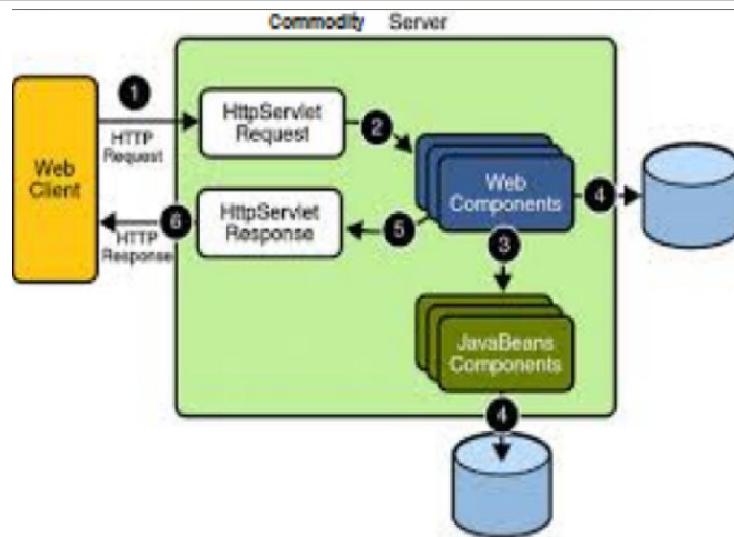 Commodify Server
1
HTTP
Request
Web
Client
HttpServlet
Request
2
Web
Components
4
6
HTTP
Response
HttpServlet
Response
5
3
JavaBeans
Components
4